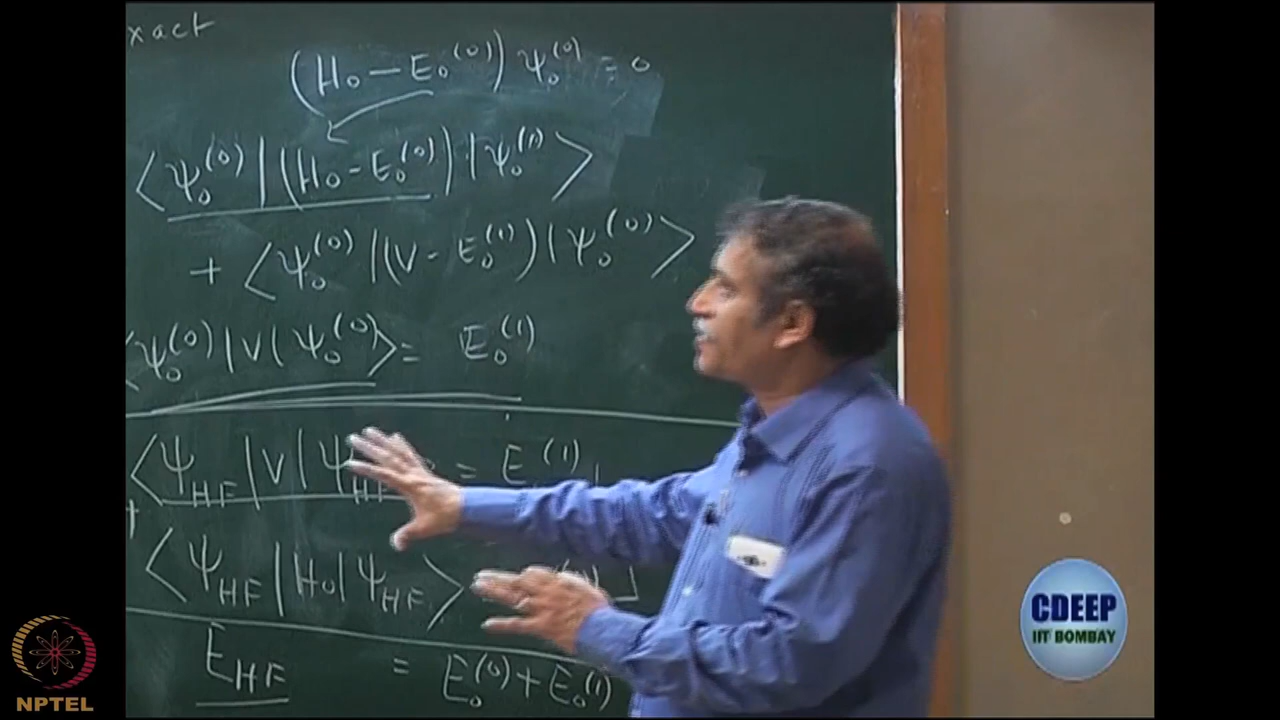 xact
(H₀ - E₀⁽⁰⁾) Ψ₀⁽⁰⁾ = 0
⟨Ψ₀⁽⁰⁾|(H₀ - E₀⁽⁰⁾)|Ψ₀⁽¹⁾⟩
+ ⟨Ψ₀⁽⁰⁾|(V - E₀⁽¹⁾)|Ψ₀⁽⁰⁾⟩
⟨Ψ₀⁽⁰⁾|V|Ψ₀⁽⁰⁾⟩ = E₀⁽¹⁾
⟨Ψ_HF|V|Ψ_HF = E ⁽¹⁾
+
⟨Ψ_HF|H₀|Ψ_HF⟩
E_HF = E₀⁽⁰⁾ + E₀⁽¹⁾
CDEEP
IIT BOMBAY
NPTEL